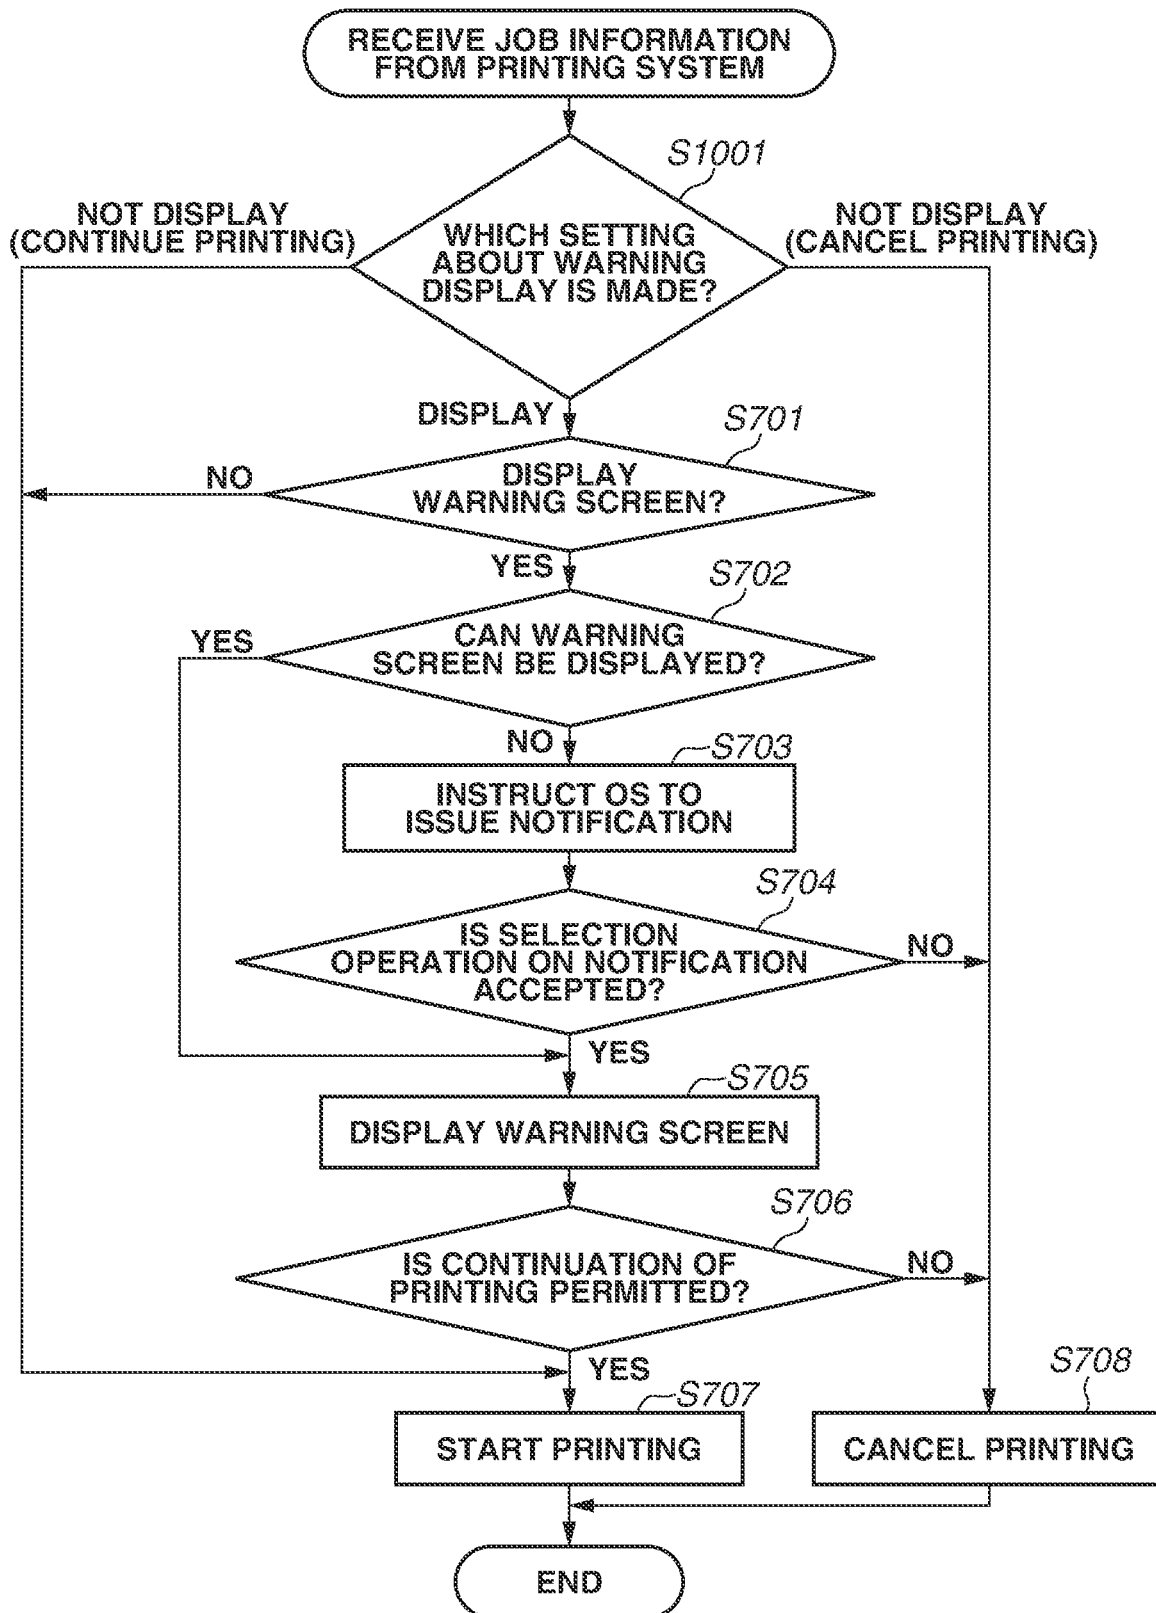 RECEIVE JOB INFORMATION
FROM PRINTING SYSTEM
S1001
NOT DISPLAY
(CONTINUE PRINTING)
WHICH SETTING
ABOUT WARNING
DISPLAY IS MADE?
NOT DISPLAY
(CANCEL PRINTING)
DISPLAY
S701
NO
DISPLAY
WARNING SCREEN?
YES
S702
YES
CAN WARNING
SCREEN BE DISPLAYED?
NO
S703
INSTRUCT OS TO
ISSUE NOTIFICATION
S704
IS SELECTION
OPERATION ON NOTIFICATION
ACCEPTED?
NO
YES
S705
DISPLAY WARNING SCREEN
S706
IS CONTINUATION OF
PRINTING PERMITTED?
NO
YES
S707
S708
START PRINTING
CANCEL PRINTING
END